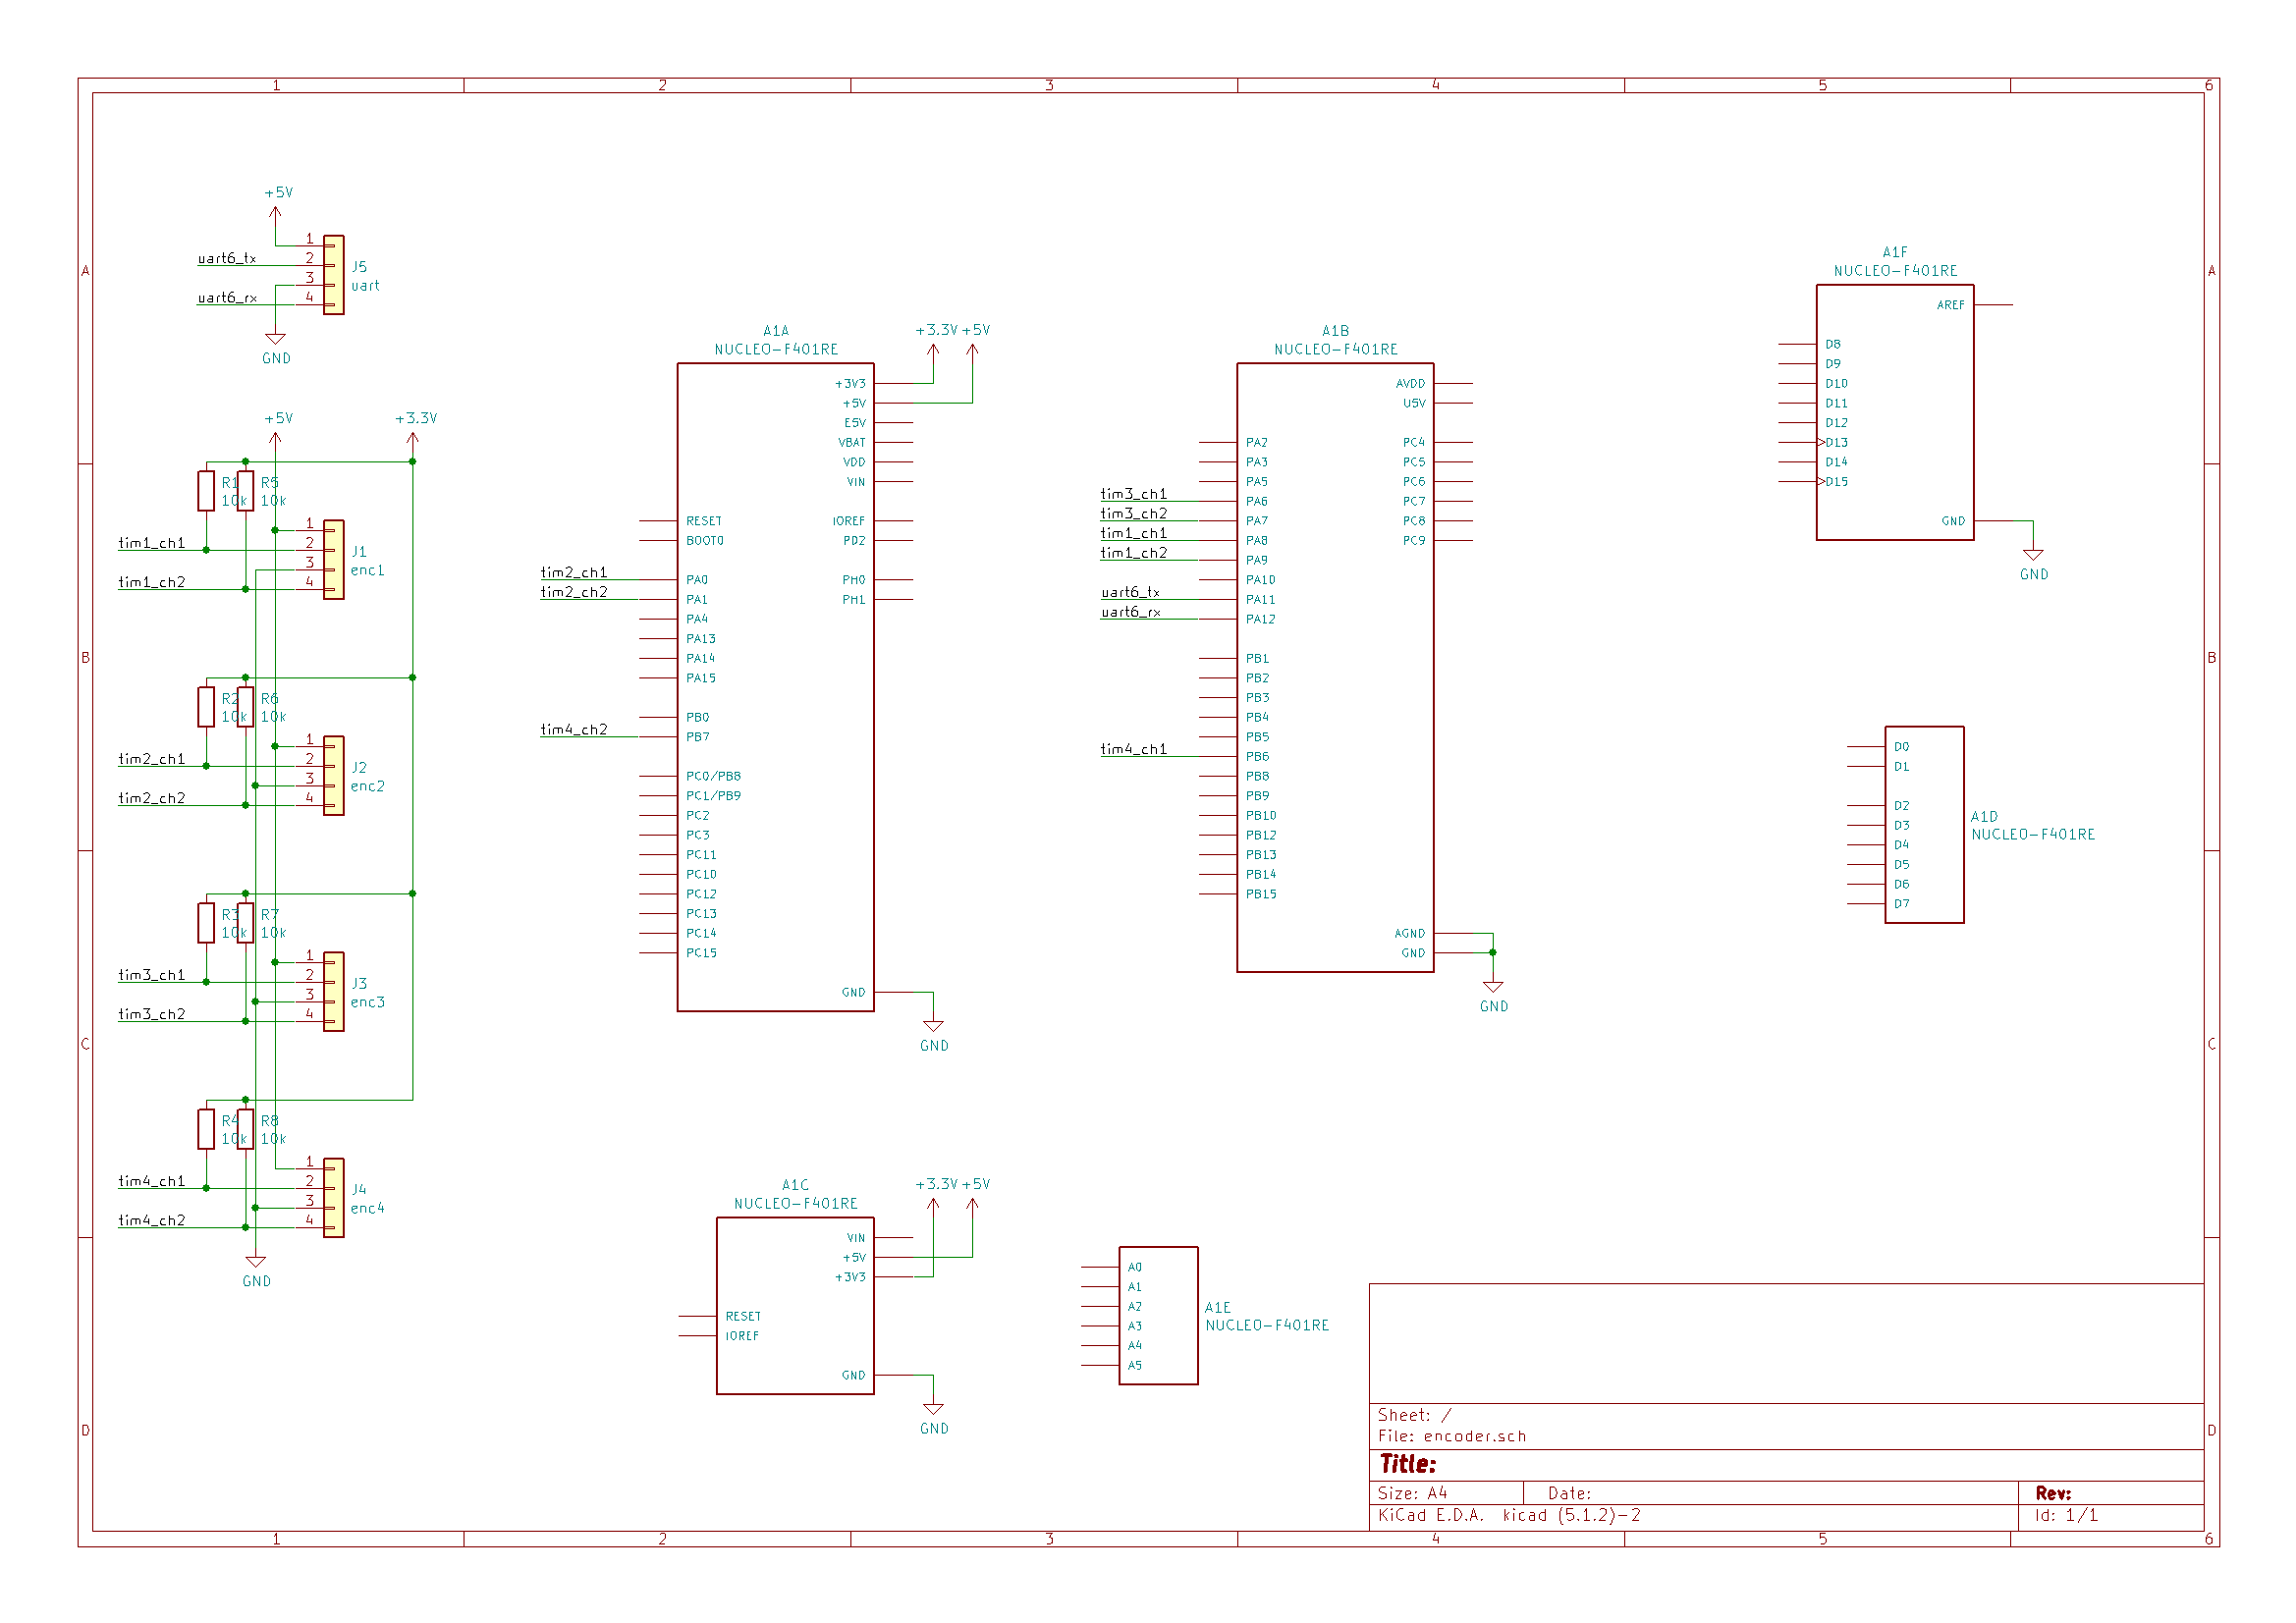 1 2 3 4 5 6
A
B
C
D
A
B
C
D
1 2 3 4 5 6
+5V
uart6_tx
uart6_rx
1
2
3
4
J5
uart
GND
+5V
+3.3V
R1
10k
R5
10k
tim1_ch1
tim1_ch2
1
2
3
4
J1
enc1
R2
10k
R6
10k
tim2_ch1
tim2_ch2
1
2
3
4
J2
enc2
R3
10k
R7
10k
tim3_ch1
tim3_ch2
1
2
3
4
J3
enc3
R4
10k
R8
10k
tim4_ch1
tim4_ch2
1
2
3
4
J4
enc4
GND
A1A
NUCLEO-F401RE
+3.3V
+5V
+3V3
+5V
E5V
VBAT
VDD
VIN
IOREF
PD2
PH0
PH1
GND
GND
RESET
BOOT0
tim2_ch1
PA0
tim2_ch2
PA1
PA4
PA13
PA14
PA15
PB0
tim4_ch2
PB7
PC0/PB8
PC1/PB9
PC2
PC3
PC11
PC10
PC12
PC13
PC14
PC15
A1B
NUCLEO-F401RE
AVDD
U5V
PC4
PC5
PC6
PC7
PC8
PC9
AGND
GND
GND
PA2
PA3
PA5
tim3_ch1
PA6
tim3_ch2
PA7
tim1_ch1
PA8
tim1_ch2
PA9
PA10
uart6_tx
PA11
uart6_rx
PA12
PB1
PB2
PB3
PB4
PB5
tim4_ch1
PB6
PB8
PB9
PB10
PB12
PB13
PB14
PB15
A1F
NUCLEO-F401RE
AREF
D8
D9
D10
D11
D12
D13
D14
D15
GND
GND
A1D
NUCLEO-F401RE
D0
D1
D2
D3
D4
D5
D6
D7
A1C
NUCLEO-F401RE
+3.3V
+5V
VIN
+5V
+3V3
RESET
IOREF
GND
GND
A1E
NUCLEO-F401RE
A0
A1
A2
A3
A4
A5
Sheet: /
File: encoder.sch
Title:
Size: A4 Date: Rev:
KiCad E.D.A. kicad (5.1.2)-2 Id: 1/1